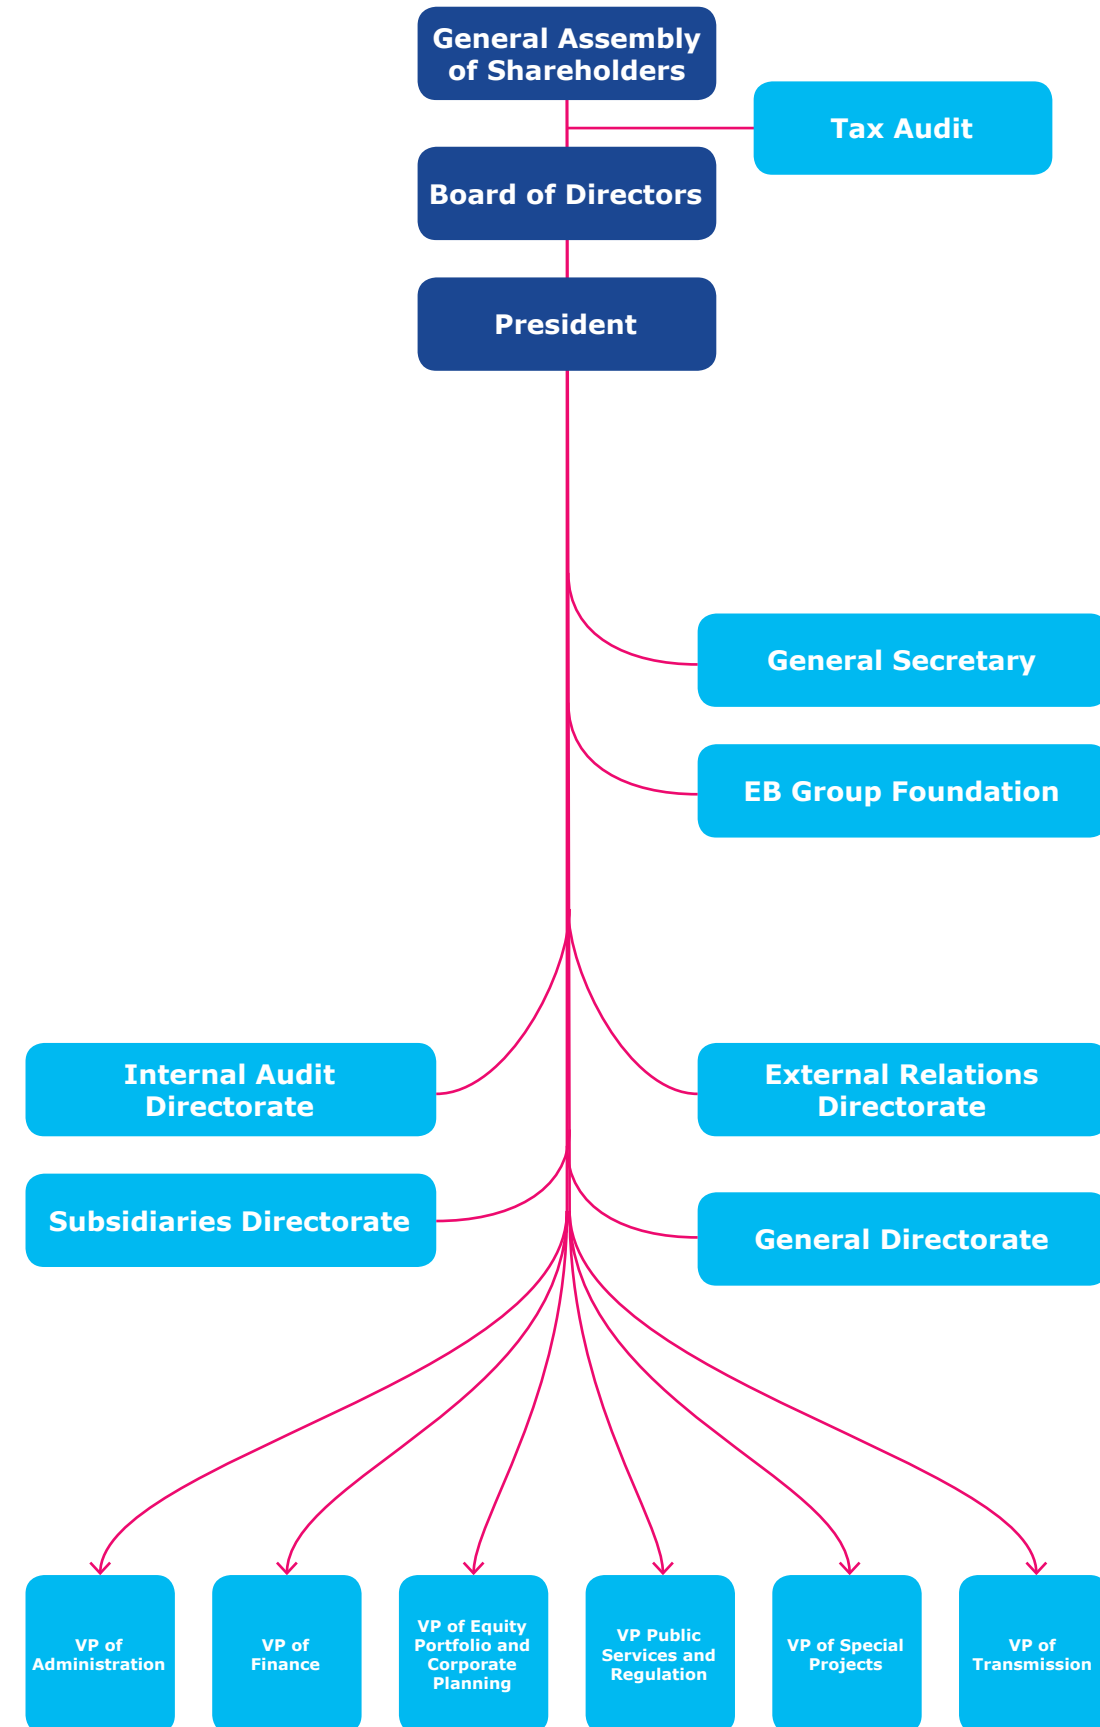 General Assembly
of Shareholders
Tax Audit
Board of Directors
President
General Secretary
EB Group Foundation
Internal Audit
Directorate
External Relations
Directorate
Subsidiaries Directorate
General Directorate
VP of
Administration
VP of
Finance
VP of Equity
Portfolio and
Corporate
Planning
VP Public
Services and
Regulation
VP of Special
Projects
VP of
Transmission